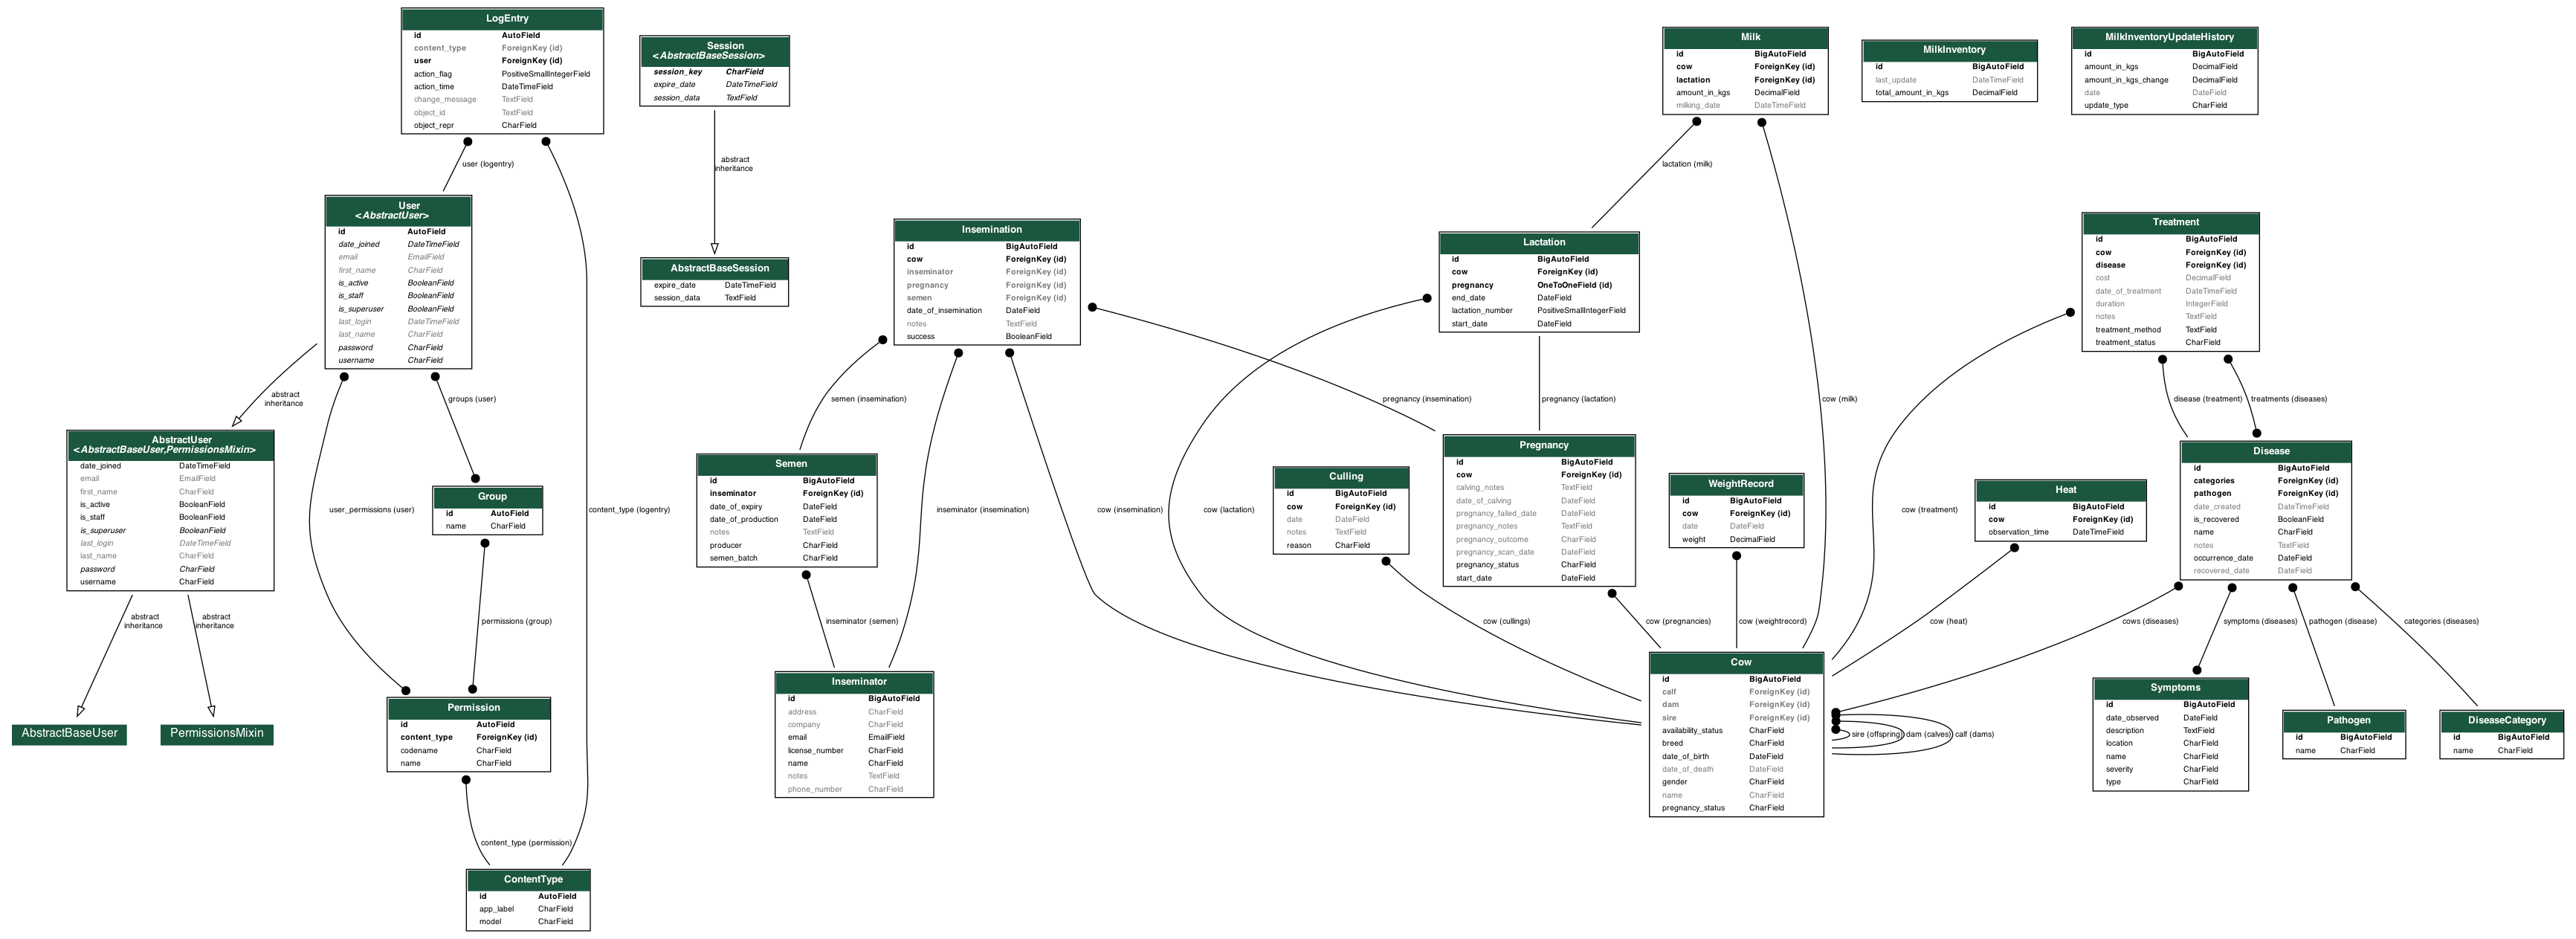 LogEntry
id AutoField
content_type ForeignKey (id)
user ForeignKey (id)
action_flag PositiveSmallIntegerField
action_time DateTimeField
change_message TextField
object_id TextField
object_repr CharField
Session
<AbstractBaseSession>
session_key CharField
expire_date DateTimeField
session_data TextField
Milk
id BigAutoField
cow ForeignKey (id)
lactation ForeignKey (id)
amount_in_kgs DecimalField
milking_date DateTimeField
MilkInventory
id BigAutoField
last_update DateTimeField
total_amount_in_kgs DecimalField
MilkInventoryUpdateHistory
id BigAutoField
amount_in_kgs DecimalField
amount_in_kgs_change DecimalField
date DateField
update_type CharField
user (logentry)
abstract
inheritance
lactation (milk)
User
<AbstractUser>
id AutoField
date_joined DateTimeField
email EmailField
first_name CharField
is_active BooleanField
is_staff BooleanField
is_superuser BooleanField
last_login DateTimeField
last_name CharField
password CharField
username CharField
AbstractBaseSession
expire_date DateTimeField
session_data TextField
Insemination
id BigAutoField
cow ForeignKey (id)
inseminator ForeignKey (id)
pregnancy ForeignKey (id)
semen ForeignKey (id)
date_of_insemination DateField
notes TextField
success BooleanField
Lactation
id BigAutoField
cow ForeignKey (id)
pregnancy OneToOneField (id)
end_date DateField
lactation_number PositiveSmallIntegerField
start_date DateField
Treatment
id BigAutoField
cow ForeignKey (id)
disease ForeignKey (id)
cost DecimalField
date_of_treatment DateTimeField
duration IntegerField
notes TextField
treatment_method TextField
treatment_status CharField
abstract
inheritance
groups (user)
semen (insemination)
pregnancy (insemination)
pregnancy (lactation)
cow (milk)
disease (treatment)
treatments (diseases)
AbstractUser
<AbstractBaseUser,PermissionsMixin>
date_joined DateTimeField
email EmailField
first_name CharField
is_active BooleanField
is_staff BooleanField
is_superuser BooleanField
last_login DateTimeField
last_name CharField
password CharField
username CharField
user_permissions (user)
Group
id AutoField
name CharField
content_type (logentry)
Semen
id BigAutoField
inseminator ForeignKey (id)
date_of_expiry DateField
date_of_production DateField
notes TextField
producer CharField
semen_batch CharField
inseminator (insemination)
cow (insemination)
cow (lactation)
Culling
id BigAutoField
cow ForeignKey (id)
date DateField
notes TextField
reason CharField
Pregnancy
id BigAutoField
cow ForeignKey (id)
calving_notes TextField
date_of_calving DateField
pregnancy_failed_date DateField
pregnancy_notes TextField
pregnancy_outcome CharField
pregnancy_scan_date DateField
pregnancy_status CharField
start_date DateField
WeightRecord
id BigAutoField
cow ForeignKey (id)
date DateField
weight DecimalField
cow (treatment)
Heat
id BigAutoField
cow ForeignKey (id)
observation_time DateTimeField
Disease
id BigAutoField
categories ForeignKey (id)
pathogen ForeignKey (id)
date_created DateTimeField
is_recovered BooleanField
name CharField
notes TextField
occurrence_date DateField
recovered_date DateField
abstract
inheritance
abstract
inheritance
permissions (group)
inseminator (semen)
cow (cullings)
cow (pregnancies)
cow (weightrecord)
cow (heat)
cows (diseases)
symptoms (diseases)
pathogen (disease)
categories (diseases)
AbstractBaseUser
PermissionsMixin
Permission
id AutoField
content_type ForeignKey (id)
codename CharField
name CharField
Inseminator
id BigAutoField
address CharField
company CharField
email EmailField
license_number CharField
name CharField
notes TextField
phone_number CharField
Cow
id BigAutoField
calf ForeignKey (id)
dam ForeignKey (id)
sire ForeignKey (id)
availability_status CharField
breed CharField
date_of_birth DateField
date_of_death DateField
gender CharField
name CharField
pregnancy_status CharField
sire (offspring)
dam (calves)
calf (dams)
Symptoms
id BigAutoField
date_observed DateField
description TextField
location CharField
name CharField
severity CharField
type CharField
Pathogen
id BigAutoField
name CharField
DiseaseCategory
id BigAutoField
name CharField
content_type (permission)
ContentType
id AutoField
app_label CharField
model CharField